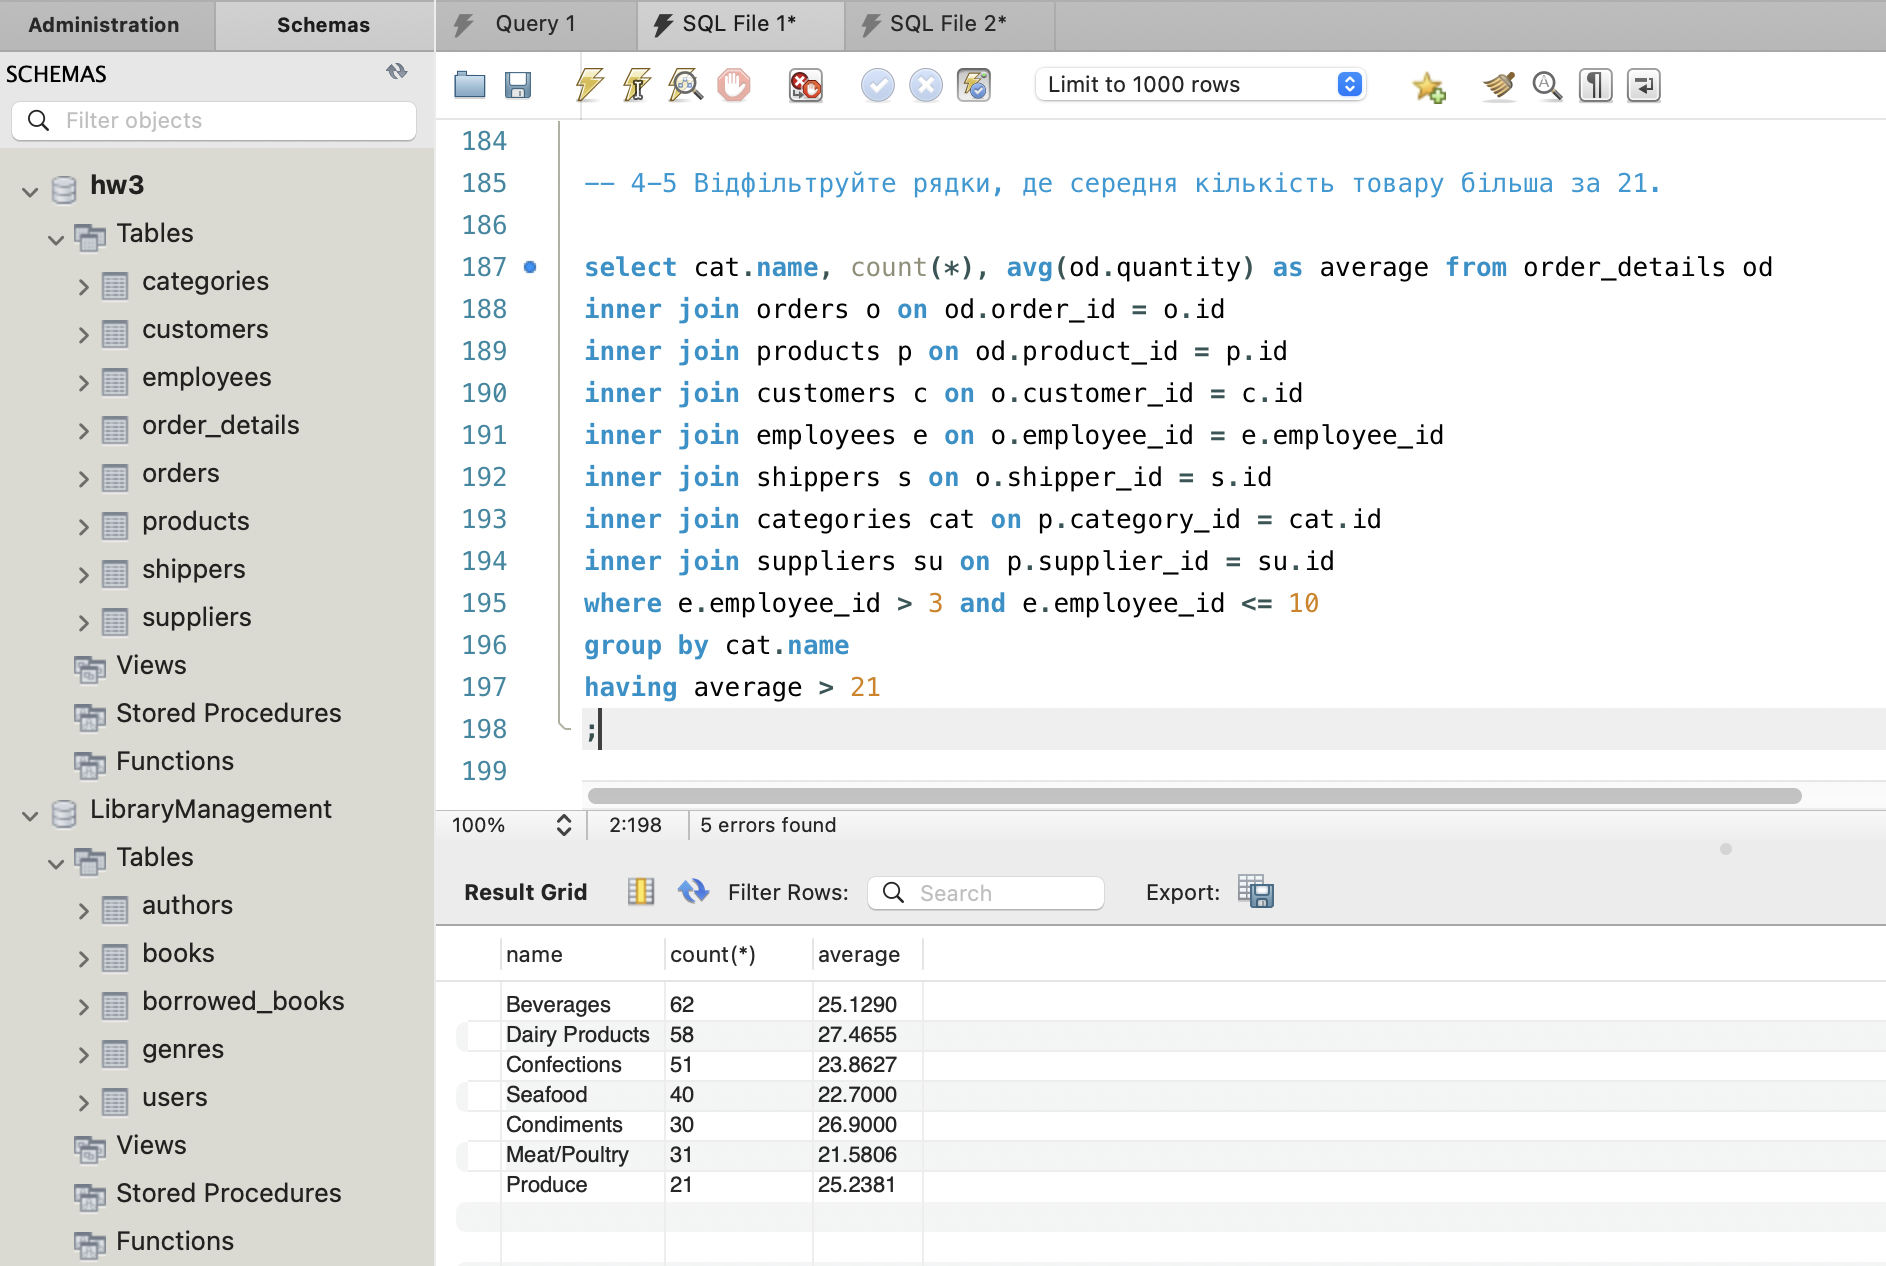 Administration
Schemas
SCHEMAS
Filter objects
hw3
Tables
categories
customers
employees
order_details
orders
products
shippers
suppliers
Views
Stored Procedures
Functions
LibraryManagement
Tables
authors
books
borrowed_books
genres
users
Views
Stored Procedures
Functions
Query 1
SQL File 1*
SQL File 2*
Limit to 1000 rows
184
185 -- 4-5 Відфільтруйте рядки, де середня кількість товару більша за 21.
186
187 select cat.name, count(*), avg(od.quantity) as average from order_details od
188 inner join orders o on od.order_id = o.id
189 inner join products p on od.product_id = p.id
190 inner join customers c on o.customer_id = c.id
191 inner join employees e on o.employee_id = e.employee_id
192 inner join shippers s on o.shipper_id = s.id
193 inner join categories cat on p.category_id = cat.id
194 inner join suppliers su on p.supplier_id = su.id
195 where e.employee_id > 3 and e.employee_id <= 10
196 group by cat.name
197 having average > 21
198 ;
199
100% 2:198 5 errors found
Result Grid Filter Rows: Search Export:
name count(*) average
Beverages 62 25.1290
Dairy Products 58 27.4655
Confections 51 23.8627
Seafood 40 22.7000
Condiments 30 26.9000
Meat/Poultry 31 21.5806
Produce 21 25.2381